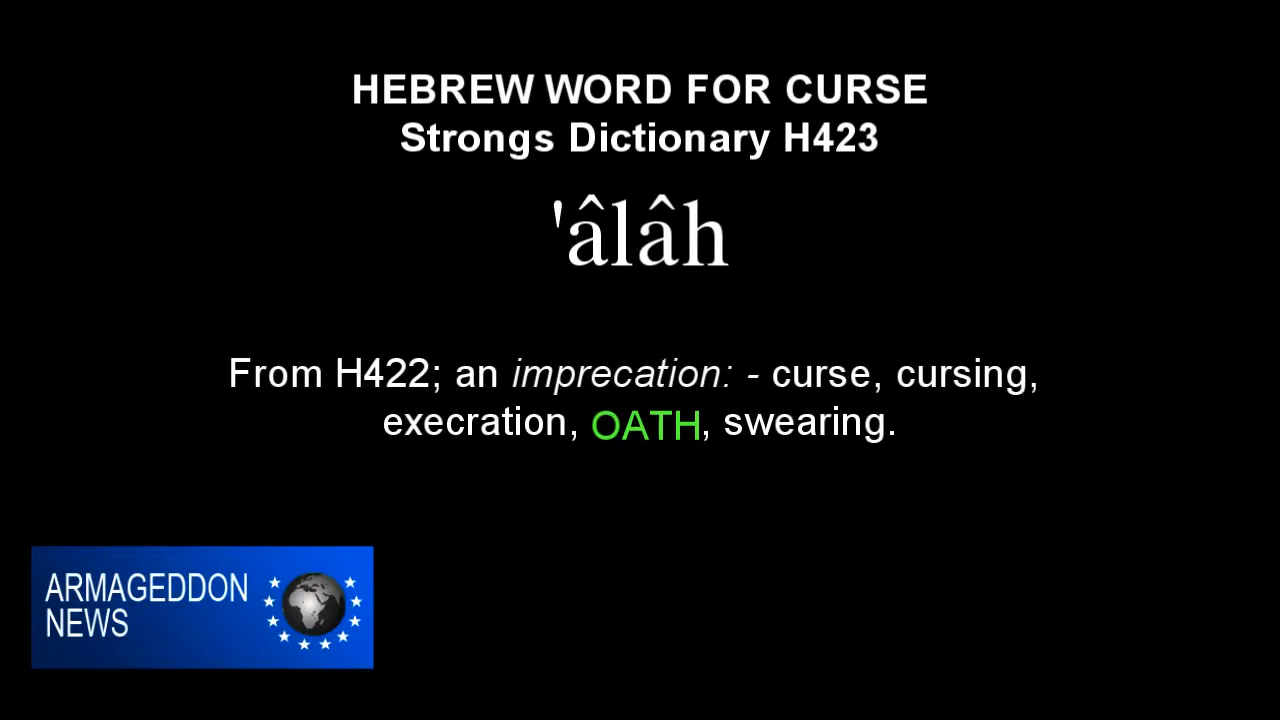 HEBREW WORD FOR CURSE
Strongs Dictionary H423
'âlâh
From H422; an imprecation: - curse, cursing,
execration, OATH, swearing.
ARMAGEDDON
NEWS